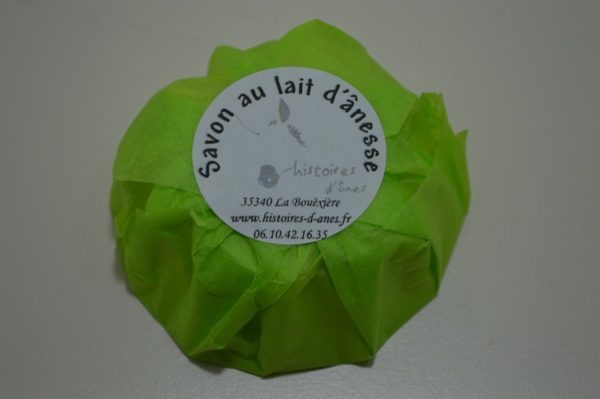 Savon au lait d'ânesse
histoires
d'ânes
35340 La Bouëxière
www.histoires-d-anes.fr
06.10.42.16.35